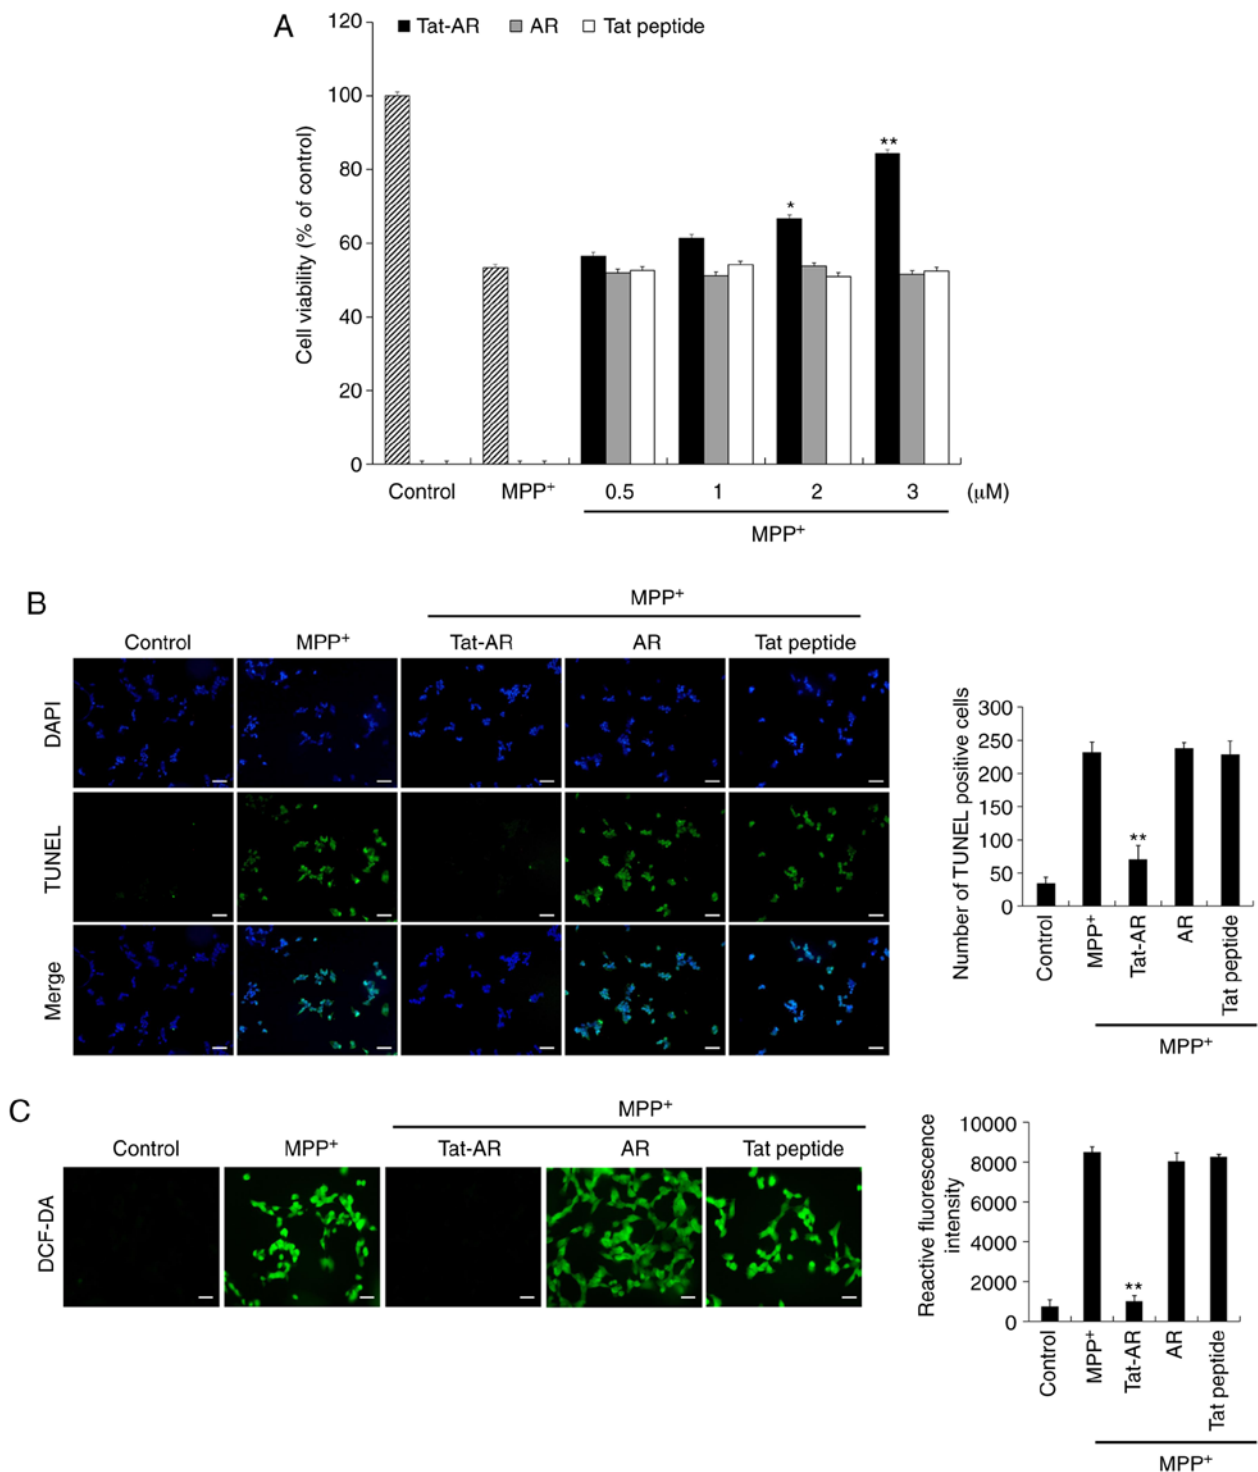 A
120
Tat-AR AR Tat peptide
100
80
60
40
20
0
Cell viability (% of control)
*
**
Control MPP+ 0.5 1 2 3 (μM)
MPP+
B
MPP+
Control MPP+ Tat-AR AR Tat peptide
DAPI
TUNEL
Merge
Number of TUNEL positive cells
300
250
200
150
100
50
0
**
Control MPP+ Tat-AR AR Tat peptide
MPP+
C
MPP+
Control MPP+ Tat-AR AR Tat peptide
DCF-DA
Reactive fluorescence
intensity
10000
8000
6000
4000
2000
0
**
Control MPP+ Tat-AR AR Tat peptide
MPP+